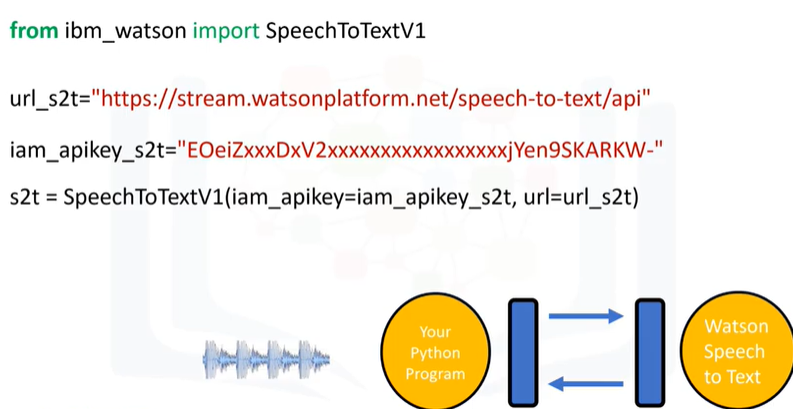 from ibm_watson import SpeechToTextV1
url_s2t="https://stream.watsonplatform.net/speech-to-text/api"
iam_apikey_s2t="EOeiZxxxDxV2xxxxxxxxxxxxxxxxxjYen9SKARKW-"
s2t = SpeechToTextV1(iam_apikey=iam_apikey_s2t, url=url_s2t)
Your
Python
Program
Watson
Speech
to Text